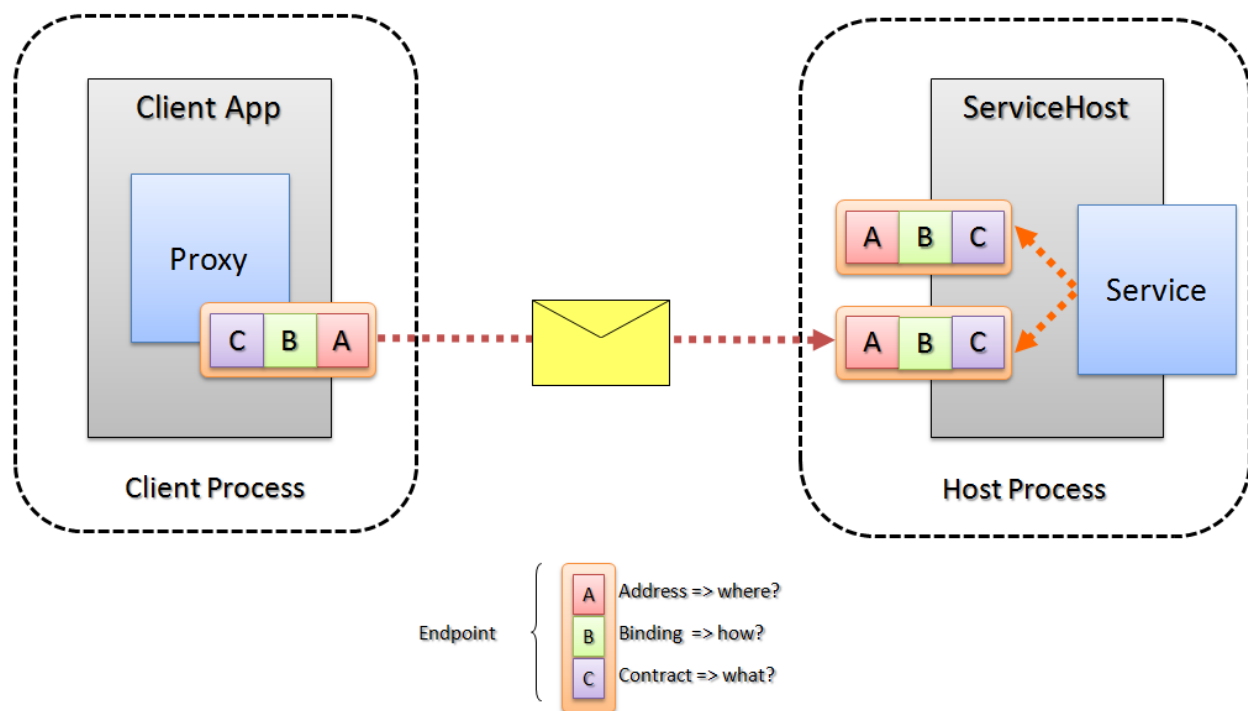 Client App
Proxy
C B A
Client Process
ServiceHost
A B C
Service
A B C
Host Process
Endpoint
A Address => where?
B Binding => how?
C Contract => what?